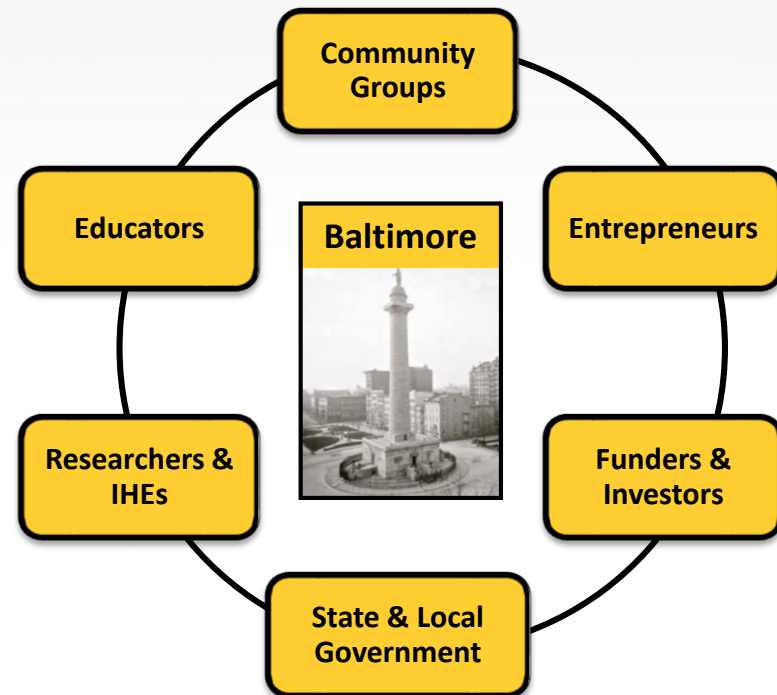 Community
Groups
Educators
Baltimore
Entrepreneurs
Researchers &
IHEs
Funders &
Investors
State & Local
Government